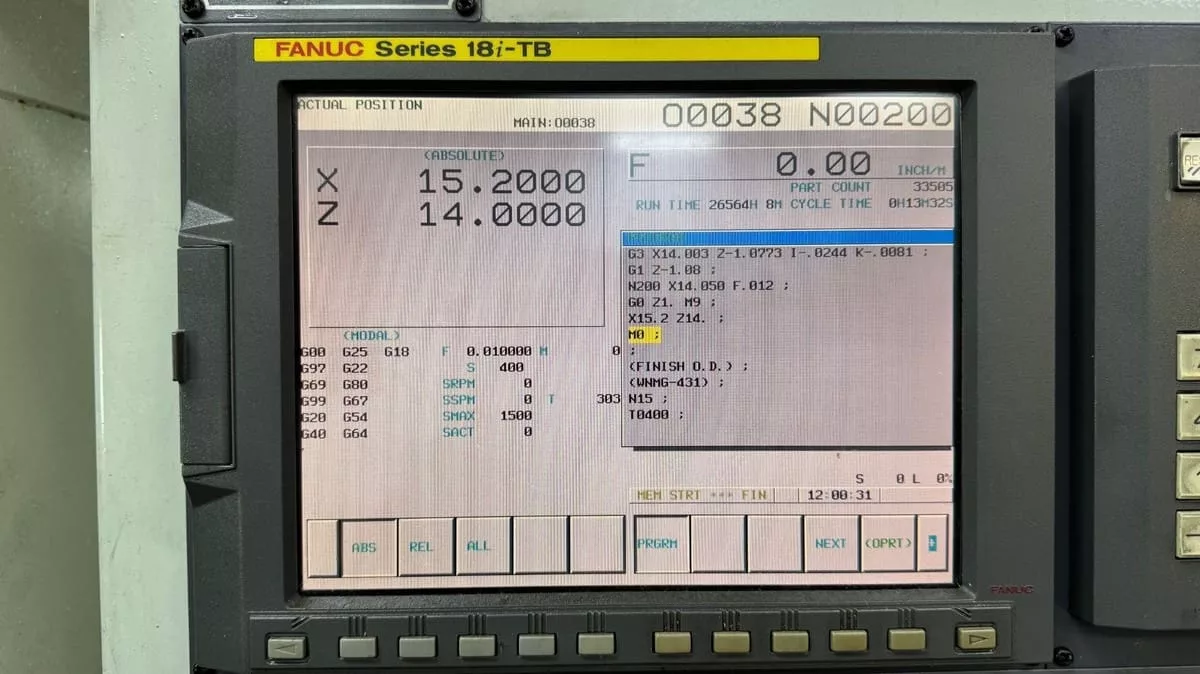 FANUC Series 18i-TB
ACTUAL POSITION
MAIN:O0038
O0038 N00200
(ABSOLUTE)
X 15.2000
Z 14.0000
F 0.00 INCH/M
PART COUNT 33505
RUN TIME 26564H 8M CYCLE TIME 0H13M32S
G3 X14.003 Z-1.0773 I-.0244 K-.0081 ;
G1 Z-1.08 ;
N200 X14.050 F.012 ;
G0 Z1. M9 ;
X15.2 Z14. ;
M0 ;
;
(FINISH O.D.) ;
(WNMG-431) ;
N15 ;
T0400 ;
(MODAL)
G00 G25 G18 F 0.010000 M 0
G97 G22 S 400
G69 G80 SRPM 0
G99 G67 SSPM 0 T 303
G20 G54 SMAX 1500
G40 G64 SACT 0
S 0 L 0%
MEM STRT *** FIN 12:00:31
ABS REL ALL PRGRM NEXT (OPRT) +
FANUC